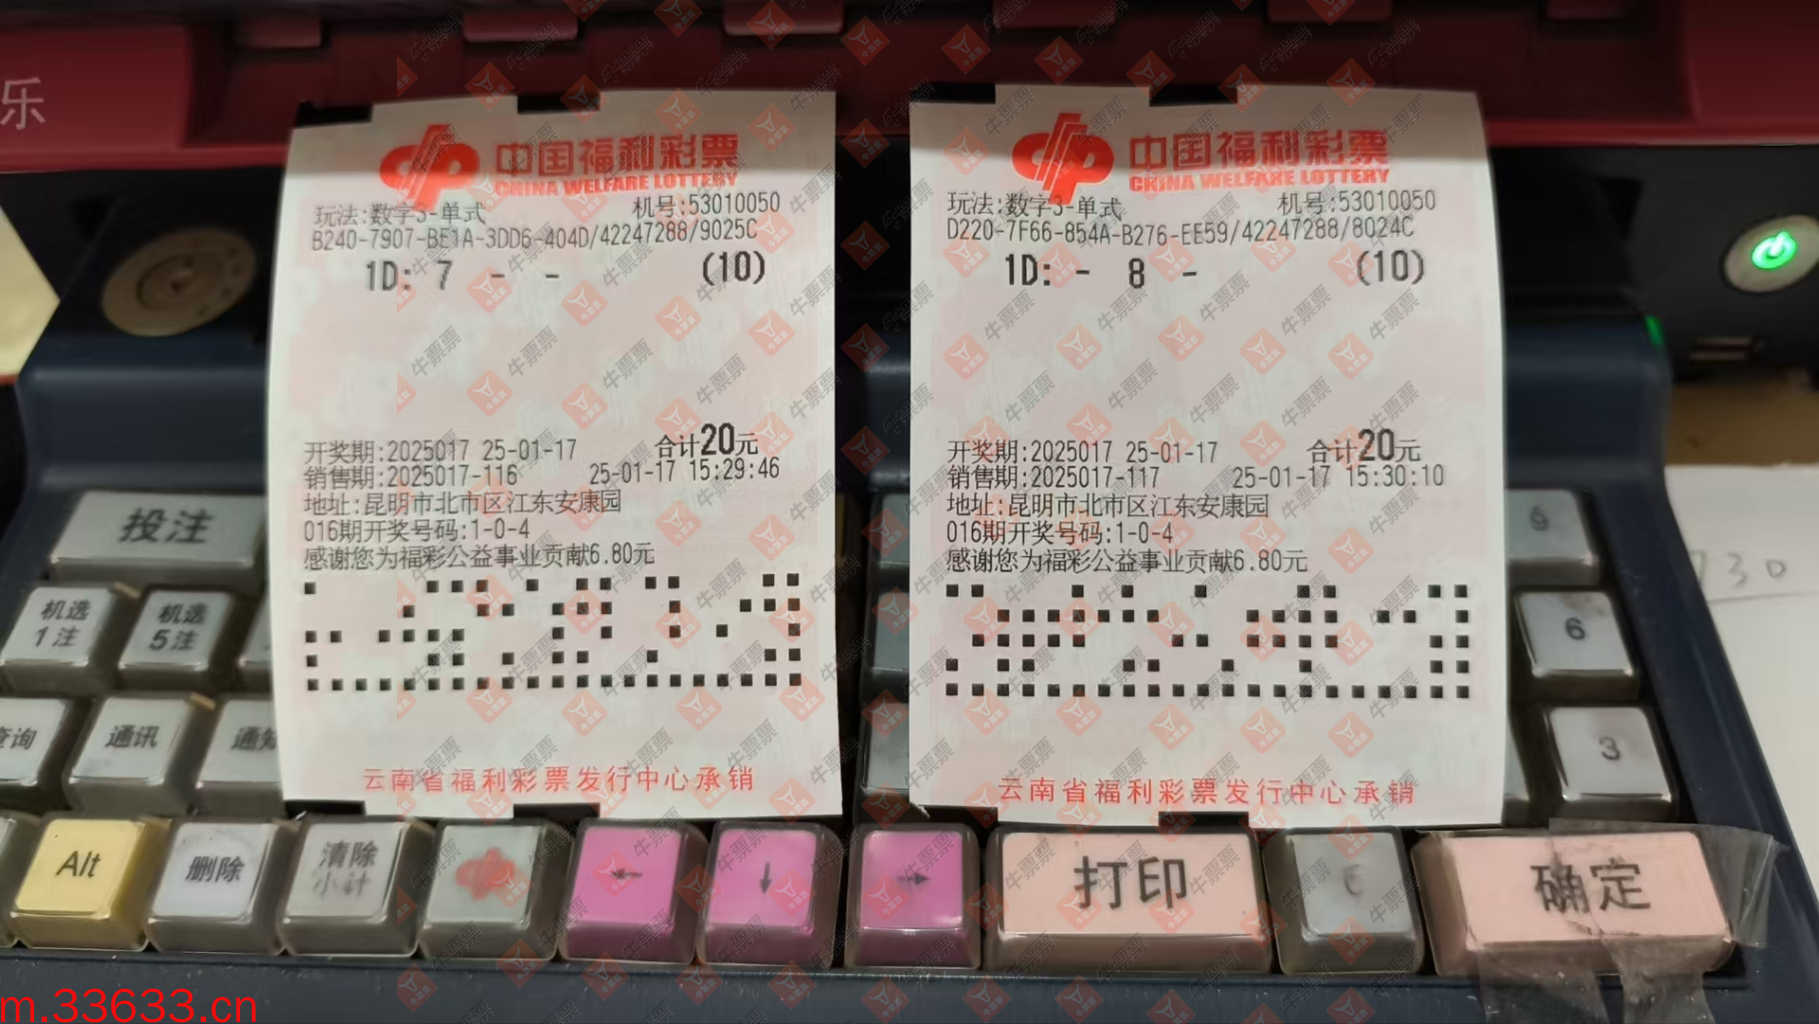 乐
中国福利彩票
CHINA WELFARE LOTTERY
玩法:数字3-单式 机号:53010050
B240-7907-BE1A-3DD6-404D/42247288/9025C
1D: 7 - - (10)
开奖期:2025017 25-01-17 合计20元
销售期:2025017-116 25-01-17 15:29:46
地址:昆明市北市区江东安康园
016期开奖号码:1-0-4
感谢您为福彩公益事业贡献6.80元
云南省福利彩票发行中心承销
中国福利彩票
CHINA WELFARE LOTTERY
玩法:数字3-单式 机号:53010050
D220-7F66-854A-B276-EE59/42247288/8024C
1D: - 8 - (10)
开奖期:2025017 25-01-17 合计20元
销售期:2025017-117 25-01-17 15:30:10
地址:昆明市北市区江东安康园
016期开奖号码:1-0-4
感谢您为福彩公益事业贡献6.80元
云南省福利彩票发行中心承销
投注
9
机选
1注
机选
5注
6
查询
通讯
通知
3
Alt
删除
清除
小计
←
↓
→
打印
确定
730
牛票票
m.33633.cn